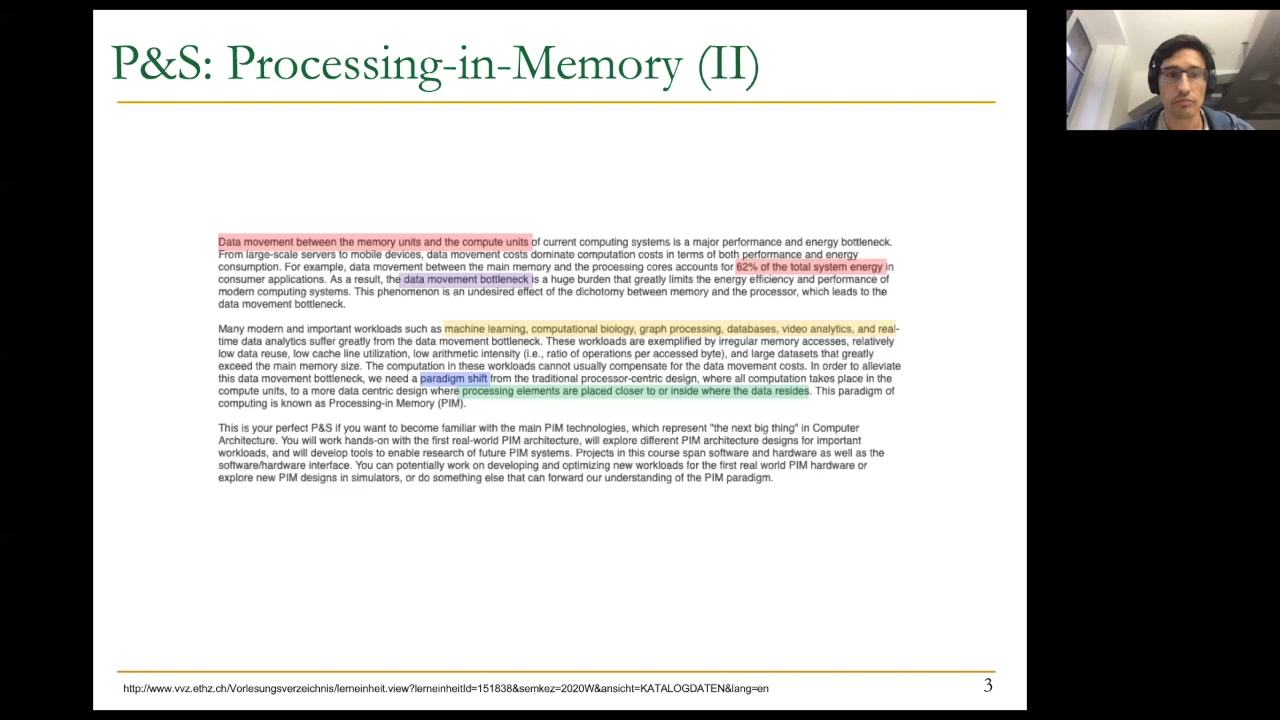 P&S: Processing-in-Memory (II)
Data movement between the memory units and the compute units of current computing systems is a major performance and energy bottleneck.
From large-scale servers to mobile devices, data movement costs dominate computation costs in terms of both performance and energy
consumption. For example, data movement between the main memory and the processing cores accounts for 62% of the total system energy in
consumer applications. As a result, the data movement bottleneck is a huge burden that greatly limits the energy efficiency and performance of
modern computing systems. This phenomenon is an undesired effect of the dichotomy between memory and the processor, which leads to the
data movement bottleneck.
Many modern and important workloads such as machine learning, computational biology, graph processing, databases, video analytics, and real-
time data analytics suffer greatly from the data movement bottleneck. These workloads are exemplified by irregular memory accesses, relatively
low data reuse, low cache line utilization, low arithmetic intensity (i.e., ratio of operations per accessed byte), and large datasets that greatly
exceed the main memory size. The computation in these workloads cannot usually compensate for the data movement costs. In order to alleviate
this data movement bottleneck, we need a paradigm shift from the traditional processor-centric design, where all computation takes place in the
compute units, to a more data centric design where processing elements are placed closer to or inside where the data resides. This paradigm of
computing is known as Processing-in Memory (PIM).
This is your perfect P&S if you want to become familiar with the main PIM technologies, which represent "the next big thing" in Computer
Architecture. You will work hands-on with the first real-world PIM architecture, will explore different PIM architecture designs for important
workloads, and will develop tools to enable research of future PIM systems. Projects in this course span software and hardware as well as the
software/hardware interface. You can potentially work on developing and optimizing new workloads for the first real world PIM hardware or
explore new PIM designs in simulators, or do something else that can forward our understanding of the PIM paradigm.
http://www.vvz.ethz.ch/Vorlesungsverzeichnis/lerneinheit.view?lerneinheitId=151838&semkez=2020W&ansicht=KATALOGDATEN&lang=en
3